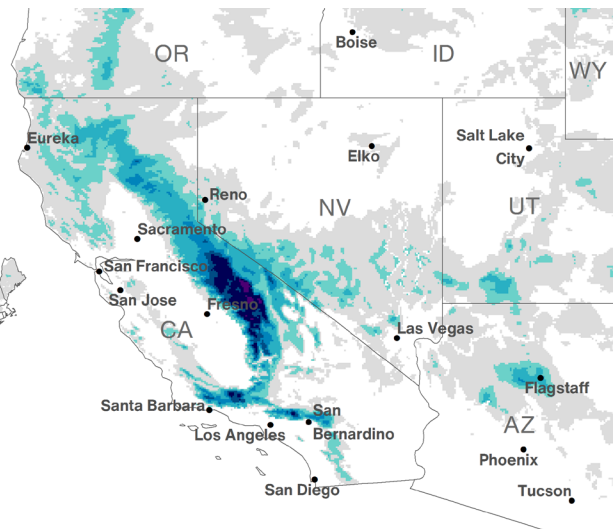 OR
ID
Boise
WY
Eureka
Elko
Salt Lake
City
Reno
NV
UT
Sacramento
San Francisco
San Jose
Fresno
CA
Las Vegas
Flagstaff
Santa Barbara
San
Bernardino
Los Angeles
AZ
Phoenix
San Diego
Tucson